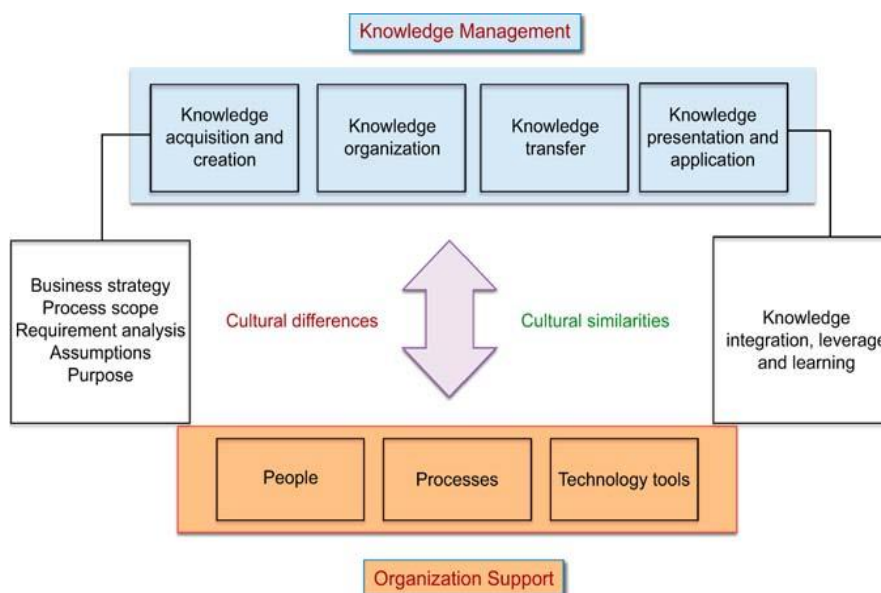 Knowledge Management
Knowledge
acquisition and
creation
Knowledge
organization
Knowledge
transfer
Knowledge
presentation and
application
Business strategy
Process scope
Requirement analysis
Assumptions
Purpose
Cultural differences
Cultural similarities
Knowledge
integration, leverage
and learning
People
Processes
Technology tools
Organization Support